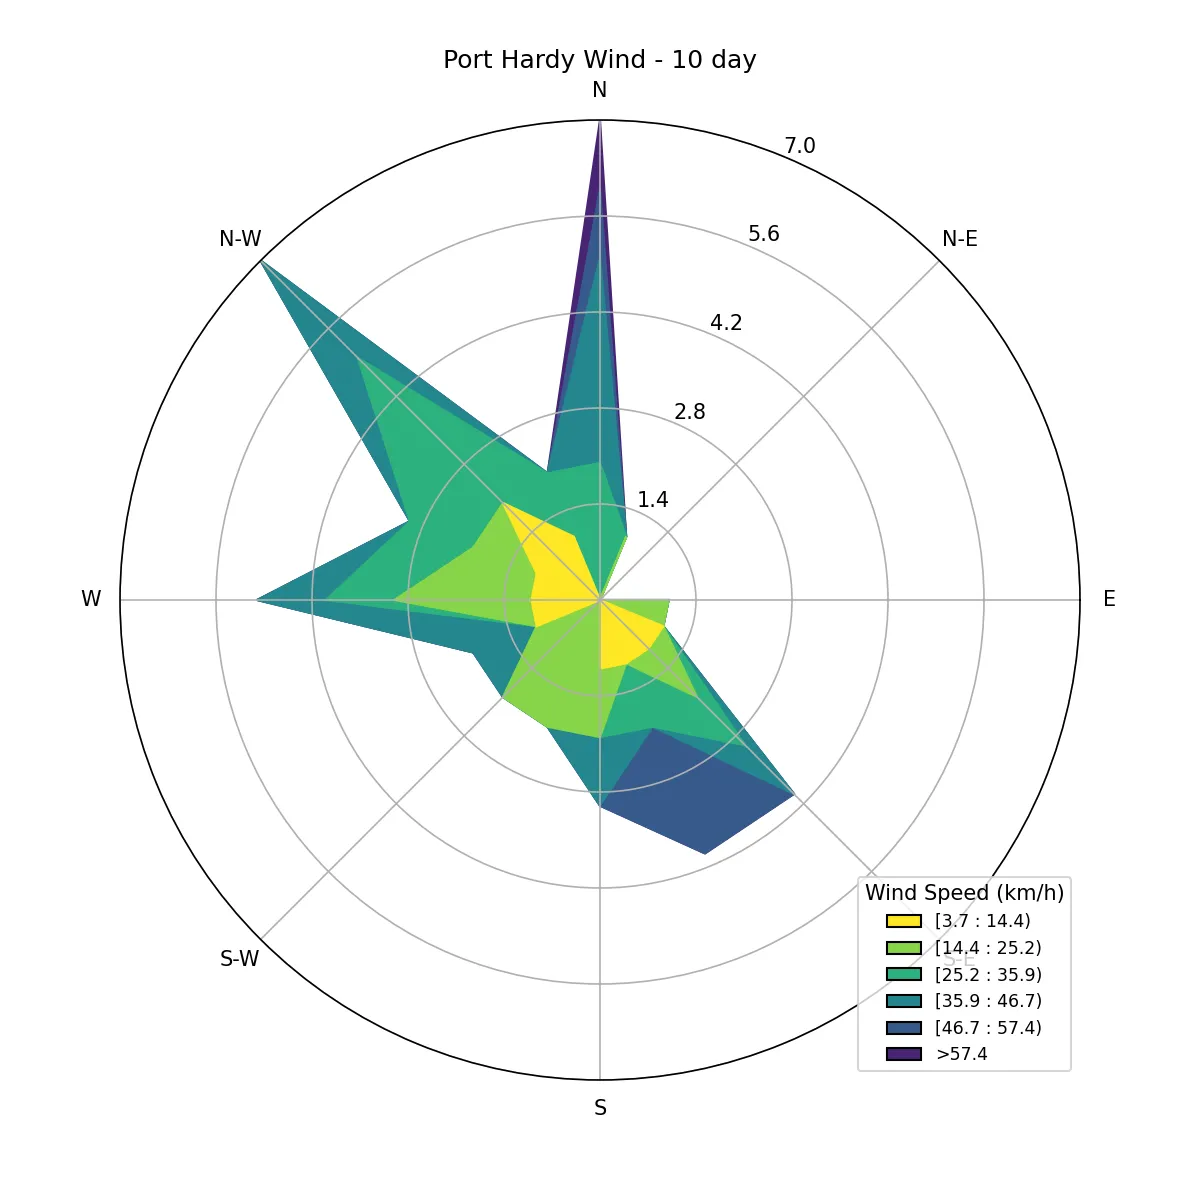 Port Hardy Wind - 10 day
N
7.0
N-W
N-E
5.6
4.2
2.8
1.4
W
E
S-W
S-E
S
Wind Speed (km/h)
[3.7 : 14.4)
[14.4 : 25.2)
[25.2 : 35.9)
[35.9 : 46.7)
[46.7 : 57.4)
>57.4